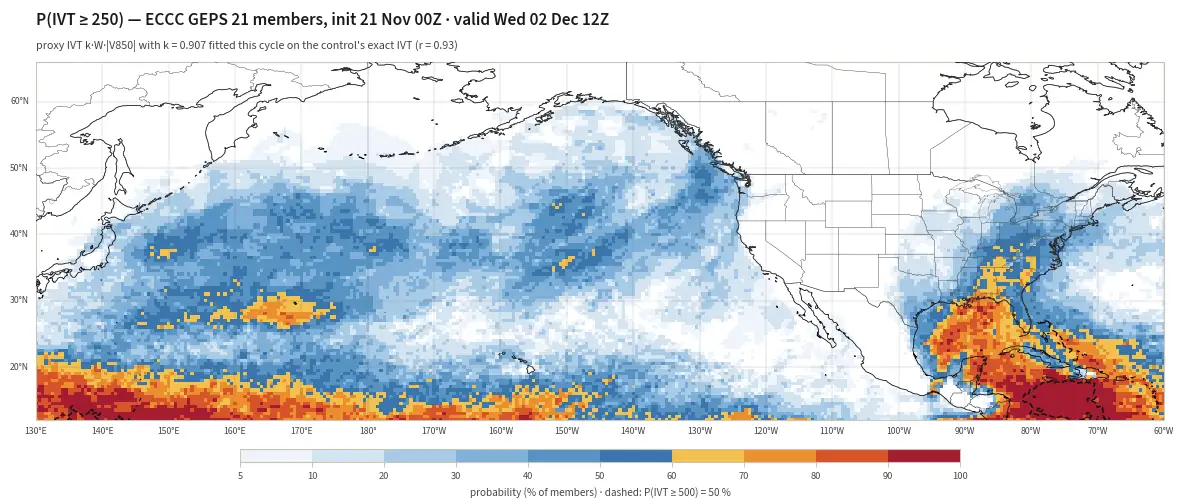 P(IVT ≥ 250) — ECCC GEPS 21 members, init 21 Nov 00Z · valid Wed 02 Dec 12Z
proxy IVT k·W·|V850| with k = 0.907 fitted this cycle on the control's exact IVT (r = 0.93)
60°N
50°N
40°N
30°N
20°N
130°E 140°E 150°E 160°E 170°E 180° 170°W 160°W 150°W 140°W 130°W 120°W 110°W 100°W 90°W 80°W 70°W 60°W
5 10 20 30 40 50 60 70 80 90 100
probability (% of members) · dashed: P(IVT ≥ 500) = 50 %